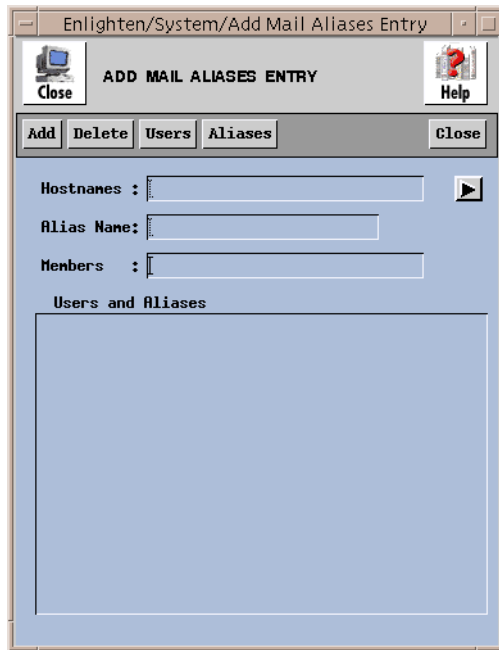 Enlighten/System/Add Mail Aliases Entry
Close
ADD MAIL ALIASES ENTRY
Help
Add Delete Users Aliases Close
Hostnames :
Alias Name:
Members :
Users and Aliases